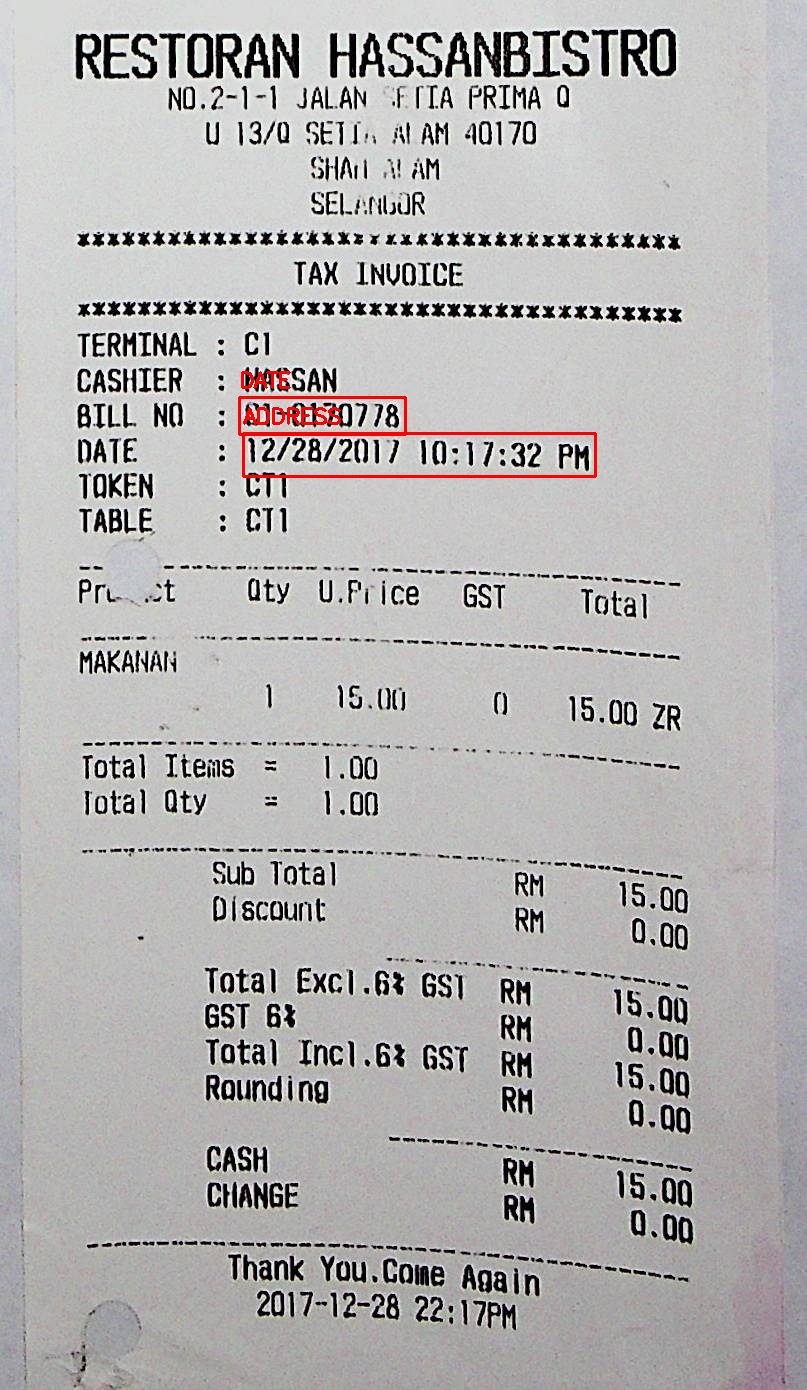 RESTORAN HASSANBISTRO
NO.2-1-1 JALAN SETIA PRIMA Q
U 13/Q SETIA ALAM 40170
SHAH ALAM
SELANGOR
****************************************
TAX INVOICE
****************************************
TERMINAL : C1
CASHIER : DATE
BILL NO : ADDRESS 0778
DATE : 12/28/2017 10:17:32 PM
TOKEN : CT1
TABLE : CT1
Qty U.Price GST Total
MAKANAN
1 15.00 0 15.00 ZR
Total Items = 1.00
Total Qty = 1.00
Sub Total RM 15.00
Discount RM 0.00
Total Excl.6% GST RM 15.00
GST 6% RM 0.00
Total Incl.6% GST RM 15.00
Rounding RM 0.00
CASH RM 15.00
CHANGE RM 0.00
Thank You.Come Again
2017-12-28 22:17PM